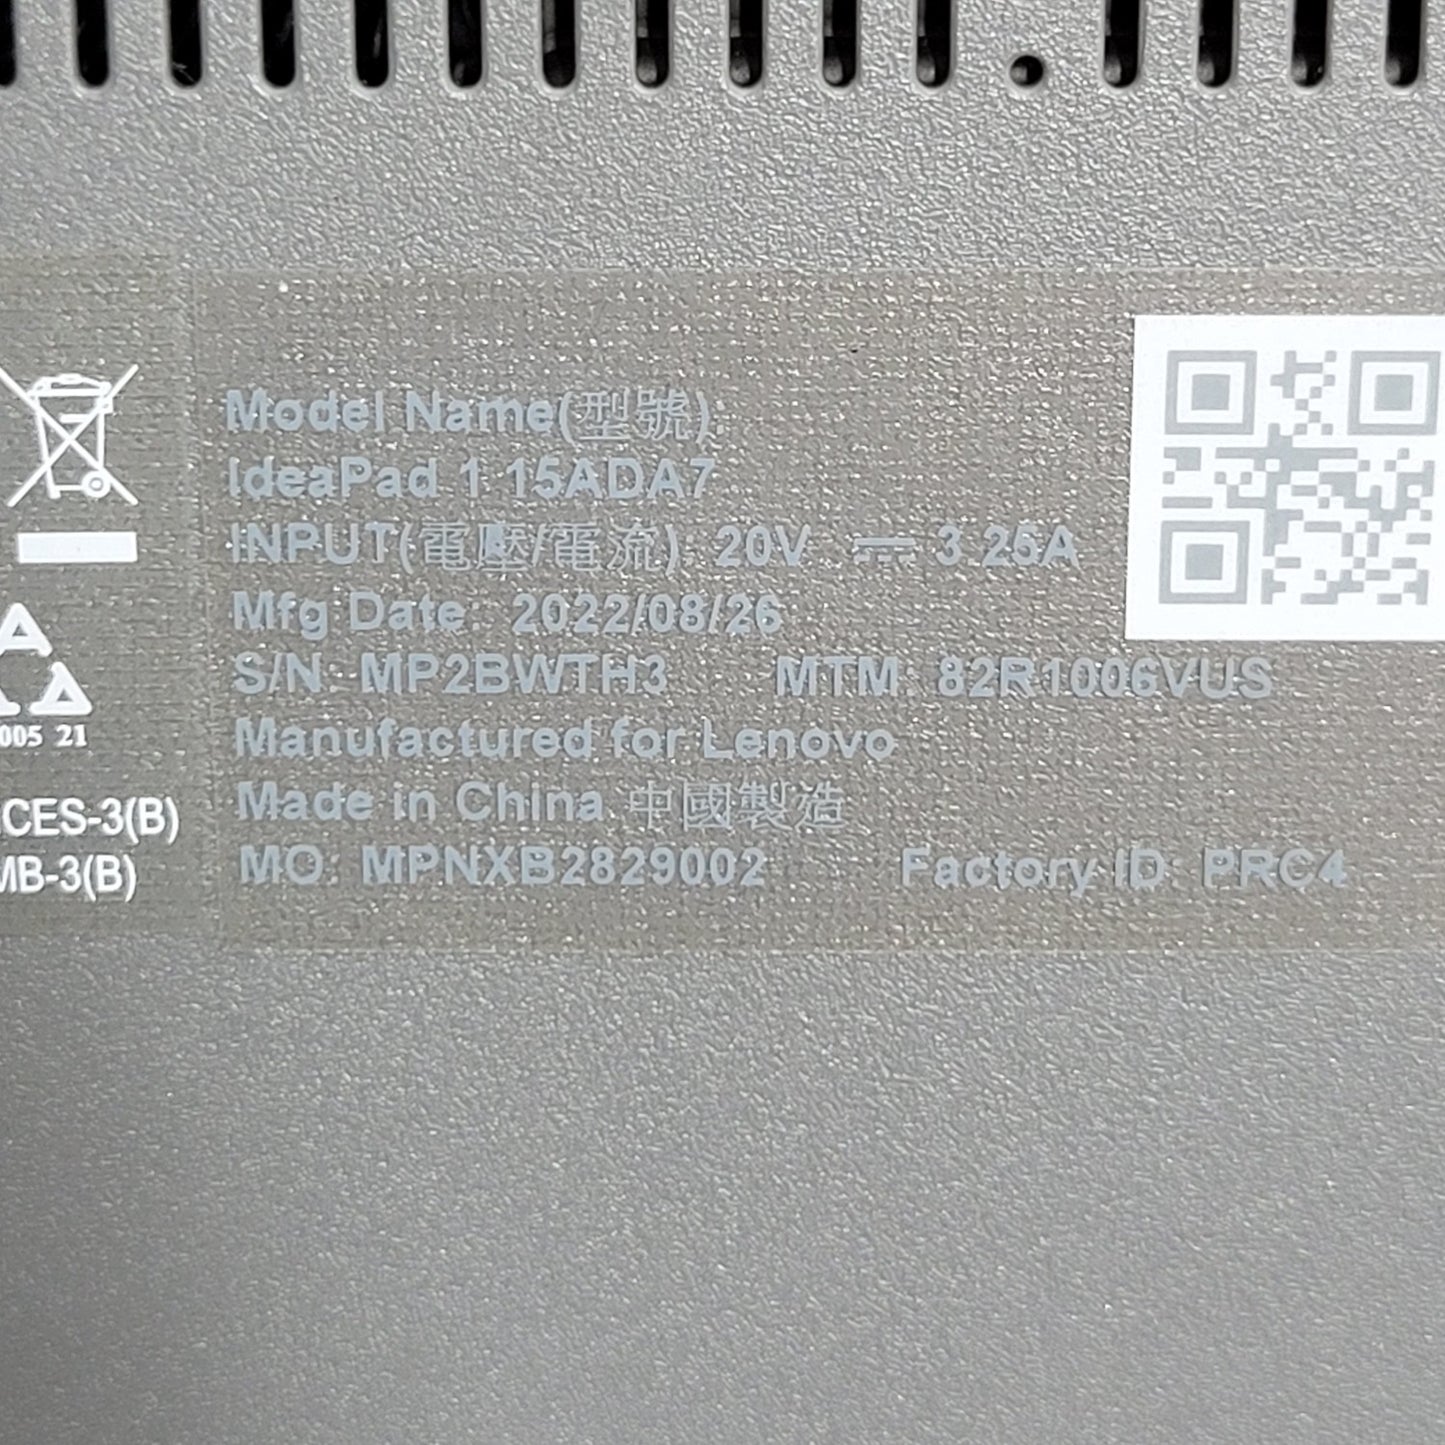 Model Name(型號)
IdeaPad 1 15ADA7
INPUT(電壓/電流) 20V ⎓ 3.25A
Mfg Date: 2022/08/26
S/N: MP2BWTH3 MTM: 82R1006VUS
Manufactured for Lenovo
Made in China 中國製造
MO: MPNXB2829002 Factory ID: PRC4
005 21
CES-3(B)
MB-3(B)